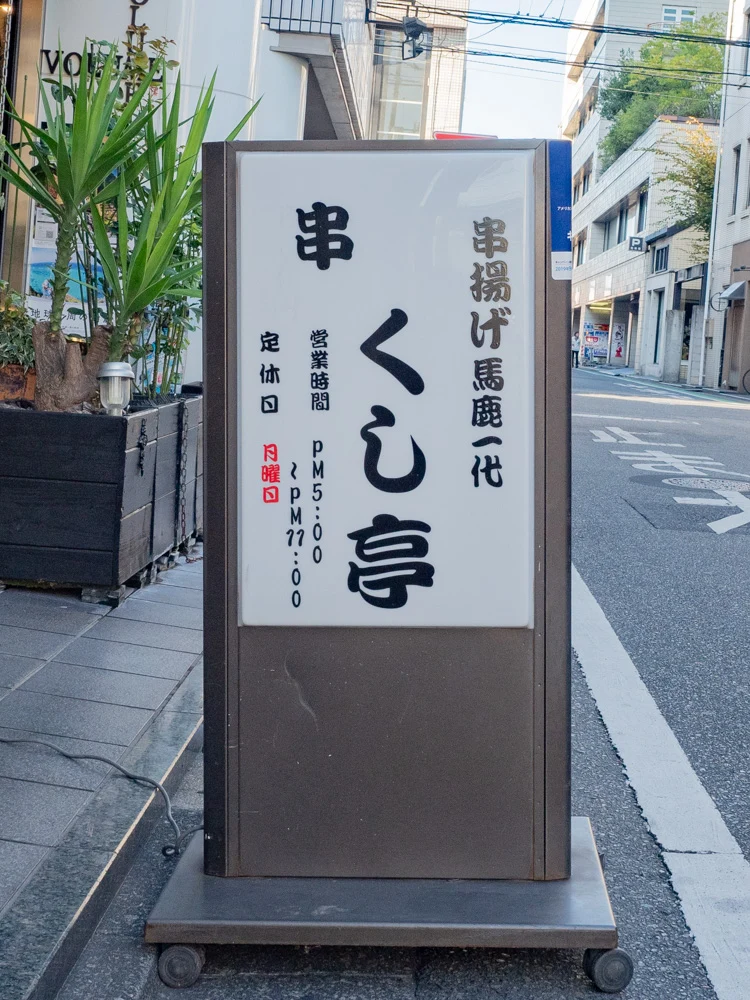 串揚げ馬鹿一代
串
くし亭
営業時間 PM5:00
~PM11:00
定休日 月曜日
P